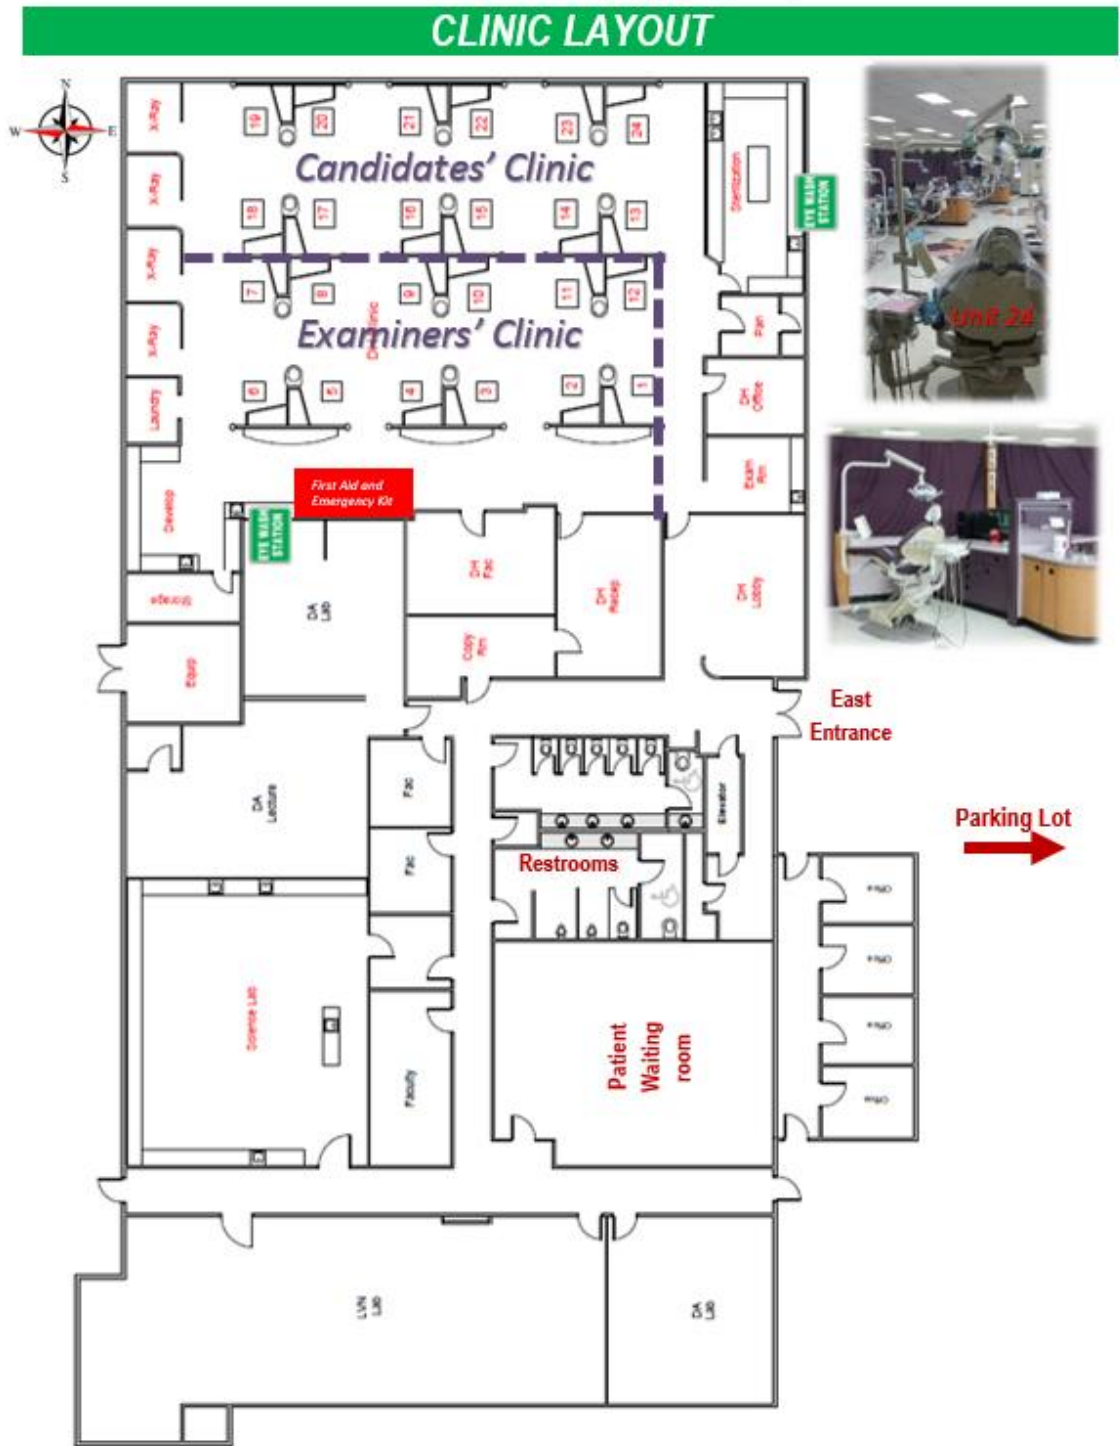 CLINIC LAYOUT
N
W
E
S
X-Ray
X-Ray
X-Ray
X-Ray
Laundry
Develop
Storage
Equip
19
20
21
22
23
24
Candidates' Clinic
18
17
16
15
14
13
7
8
9
10
11
12
Examiners' Clinic
6
5
4
3
2
1
Sterilization
EYE WASH
STATION
Pan
DH
Office
Exam
Rm
Unit 24
First Aid and
Emergency Kit
EYE WASH
STATION
DA
Lab
DH
Fac
Copy
Rm
DH
Recep
DH
Lobby
East
Entrance
DA
Lecture
Fac
Fac
Elevator
Restrooms
Parking Lot
Office
Office
Office
Office
Science Lab
Faculty
Patient
Waiting
room
LVN
Lab
DA
Lab